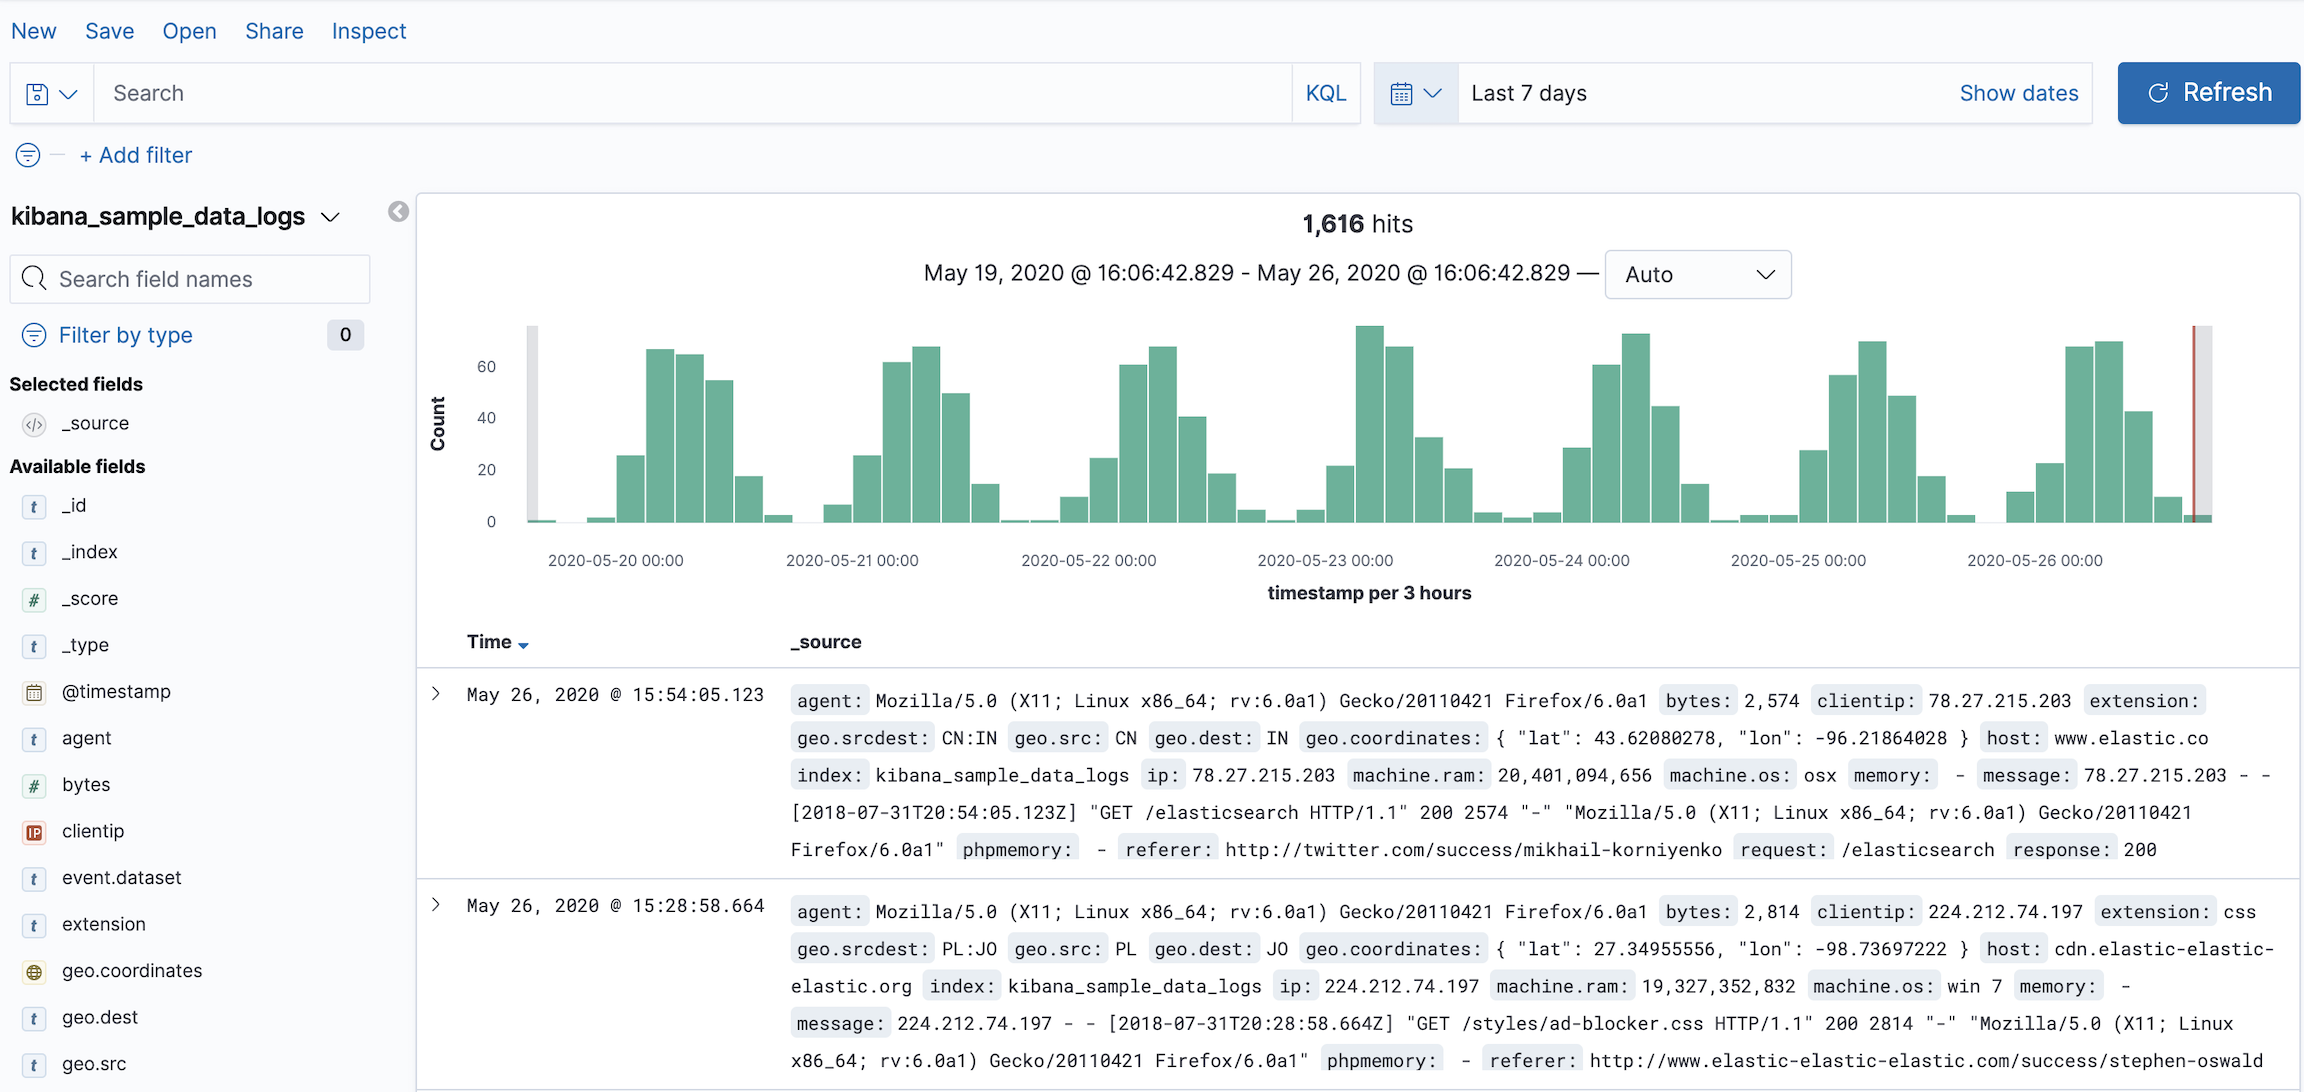 New Save Open Share Inspect
Search KQL Last 7 days Show dates Refresh
+ Add filter
kibana_sample_data_logs
Search field names
Filter by type 0
Selected fields
_source
Available fields
t _id
t _index
# _score
t _type
@timestamp
t agent
# bytes
IP clientip
t event.dataset
t extension
geo.coordinates
t geo.dest
t geo.src
1,616 hits
May 19, 2020 @ 16:06:42.829 - May 26, 2020 @ 16:06:42.829 — Auto
Count
60
40
20
0
2020-05-20 00:00 2020-05-21 00:00 2020-05-22 00:00 2020-05-23 00:00 2020-05-24 00:00 2020-05-25 00:00 2020-05-26 00:00
timestamp per 3 hours
Time _source
May 26, 2020 @ 15:54:05.123 agent: Mozilla/5.0 (X11; Linux x86_64; rv:6.0a1) Gecko/20110421 Firefox/6.0a1 bytes: 2,574 clientip: 78.27.215.203 extension:
geo.srcdest: CN:IN geo.src: CN geo.dest: IN geo.coordinates: { "lat": 43.62080278, "lon": -96.21864028 } host: www.elastic.co
index: kibana_sample_data_logs ip: 78.27.215.203 machine.ram: 20,401,094,656 machine.os: osx memory: - message: 78.27.215.203 - -
[2018-07-31T20:54:05.123Z] "GET /elasticsearch HTTP/1.1" 200 2574 "-" "Mozilla/5.0 (X11; Linux x86_64; rv:6.0a1) Gecko/20110421
Firefox/6.0a1" phpmemory: - referer: http://twitter.com/success/mikhail-korniyenko request: /elasticsearch response: 200
May 26, 2020 @ 15:28:58.664 agent: Mozilla/5.0 (X11; Linux x86_64; rv:6.0a1) Gecko/20110421 Firefox/6.0a1 bytes: 2,814 clientip: 224.212.74.197 extension: css
geo.srcdest: PL:JO geo.src: PL geo.dest: JO geo.coordinates: { "lat": 27.34955556, "lon": -98.73697222 } host: cdn.elastic-elastic-
elastic.org index: kibana_sample_data_logs ip: 224.212.74.197 machine.ram: 19,327,352,832 machine.os: win 7 memory: -
message: 224.212.74.197 - - [2018-07-31T20:28:58.664Z] "GET /styles/ad-blocker.css HTTP/1.1" 200 2814 "-" "Mozilla/5.0 (X11; Linux
x86_64; rv:6.0a1) Gecko/20110421 Firefox/6.0a1" phpmemory: - referer: http://www.elastic-elastic-elastic.com/success/stephen-oswald